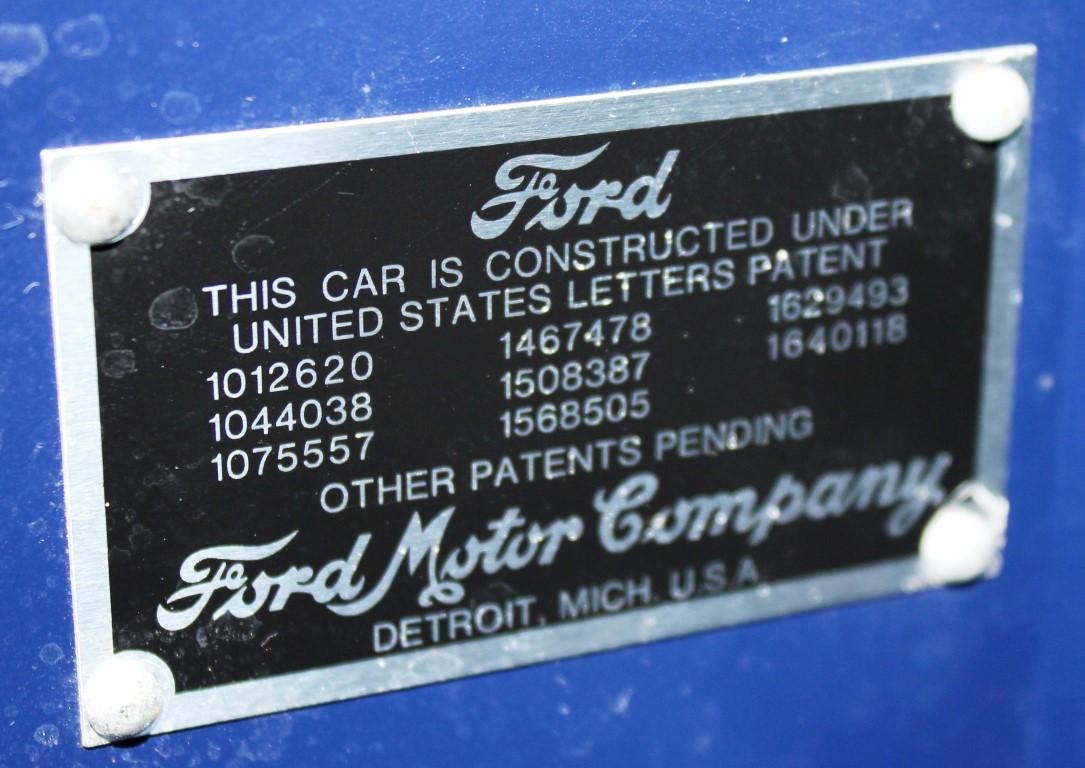 Ford
THIS CAR IS CONSTRUCTED UNDER
UNITED STATES LETTERS PATENT
1012620 1467478 1629493
1044038 1508387 1640118
1075557 1568505
OTHER PATENTS PENDING
Ford Motor Company
DETROIT, MICH. U.S.A.